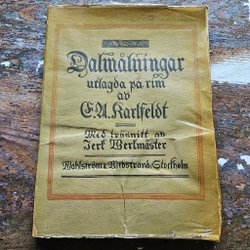 Dalmålningar
utlagda på rim
av
E.A. Karlfeldt
Med träsnitt av
Jerk Werkmäster
Wahlström & Widstrand, Stockholm